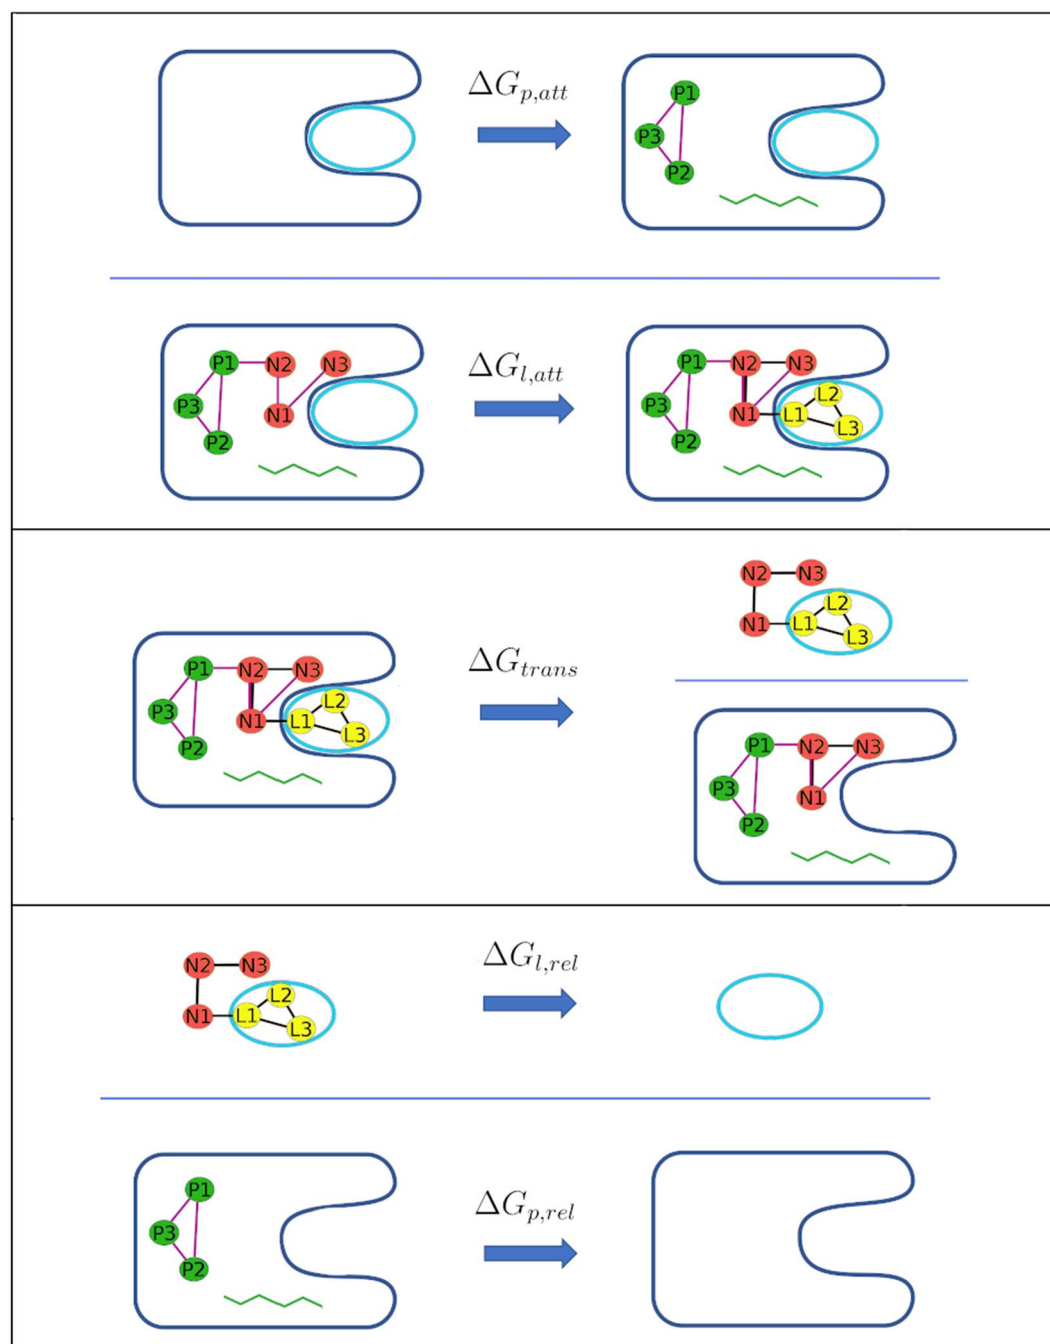 ΔG_{p,att}
P1
P3
P2
ΔG_{l,att}
P1 N2 N3
P3 N1
P2
P1 N2 N3
L2
P3 N1 L1
L3
P2
ΔG_{trans}
N2 N3
L2
N1 L1
L3
P1 N2 N3
L2
P3 N1 L1
L3
P2
P1 N2 N3
P3 N1
P2
ΔG_{l,rel}
N2 N3
L2
N1 L1
L3
ΔG_{p,rel}
P1
P3
P2